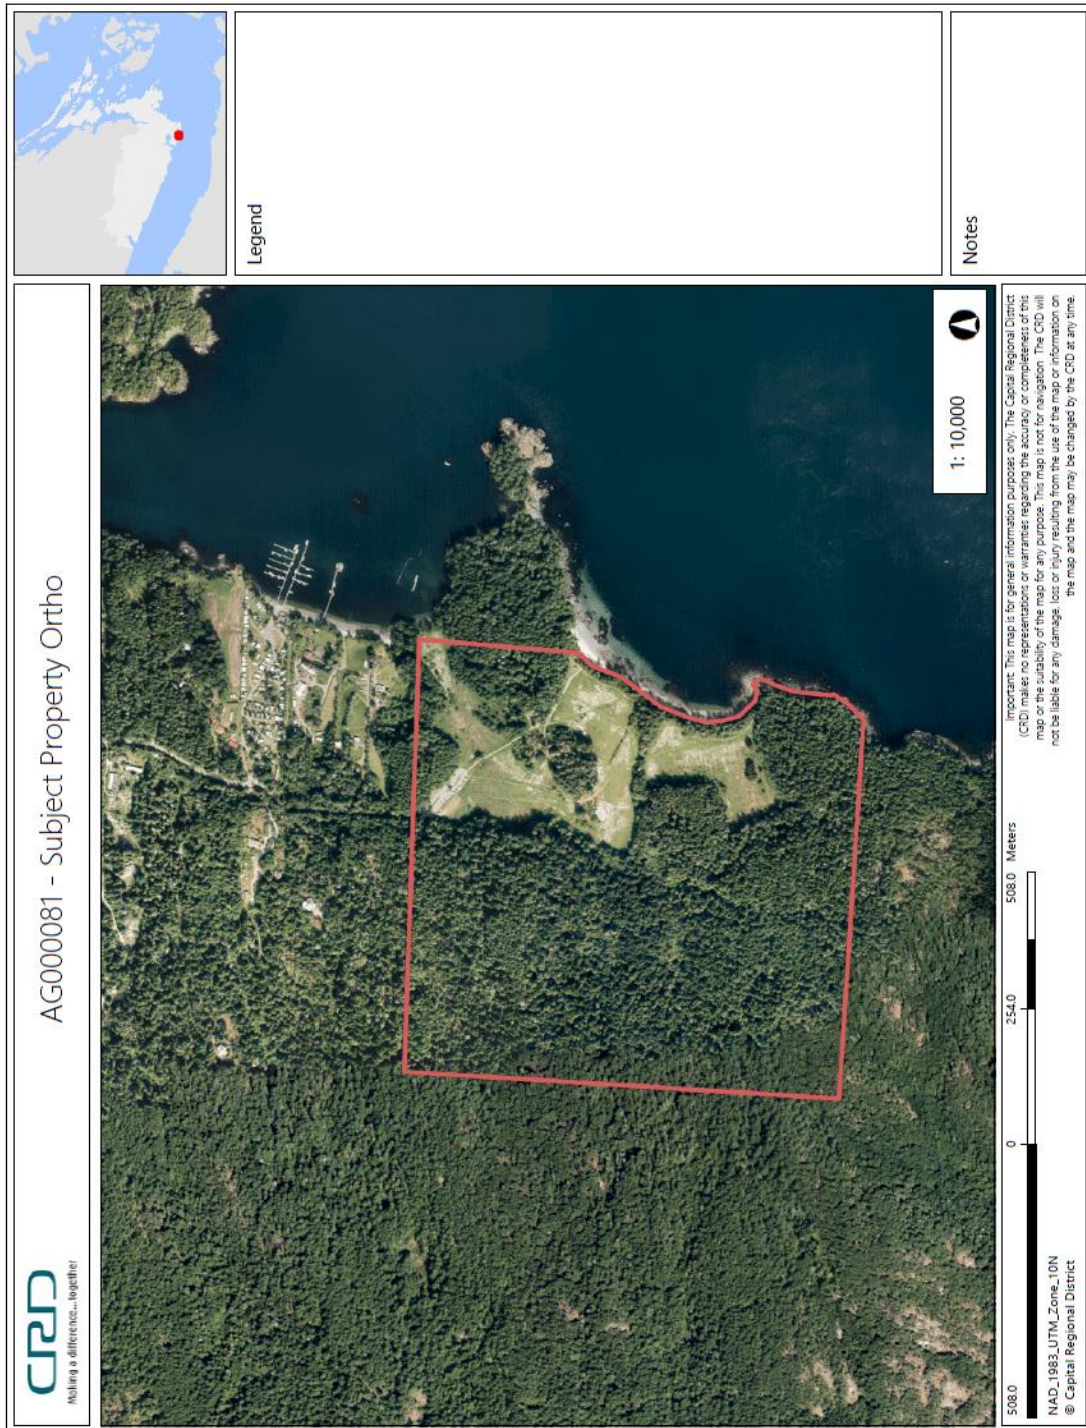 CRD
Making a difference...together
AG000081 - Subject Property Ortho
Legend
Notes
1: 10,000
508.0
0
254.0
508.0
Meters
NAD_1983_UTM_Zone_10N
© Capital Regional District
Important: This map is for general information purposes only. The Capital Regional District
(CRD) makes no representations or warranties regarding the accuracy or completeness of this
map or the suitability of the map for any purpose. This map is not for navigation. The CRD will
not be liable for any damage, loss or injury resulting from the use of the map or information on
the map and the map may be changed by the CRD at any time.